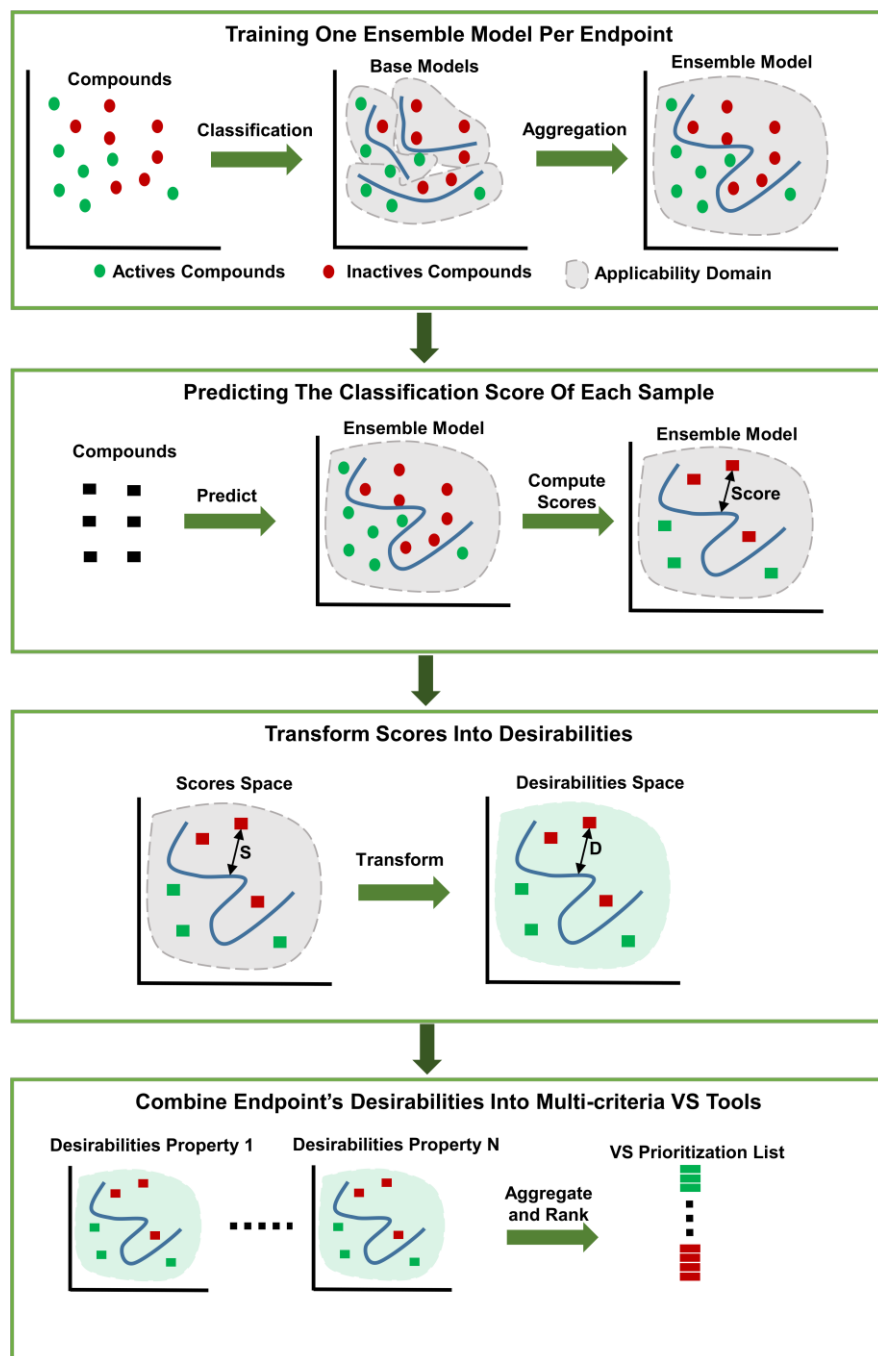 Training One Ensemble Model Per Endpoint
Compounds
Base Models
Ensemble Model
Classification
Aggregation
Actives Compounds
Inactives Compounds
Applicability Domain
Predicting The Classification Score Of Each Sample
Compounds
Ensemble Model
Ensemble Model
Predict
Compute
Scores
Score
Transform Scores Into Desirabilities
Scores Space
Desirabilities Space
S
Transform
D
Combine Endpoint's Desirabilities Into Multi-criteria VS Tools
Desirabilities Property 1
Desirabilities Property N
VS Prioritization List
Aggregate
and Rank